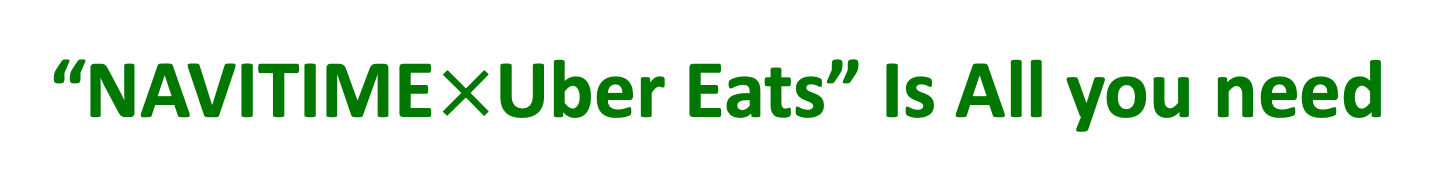 “NAVITIME×Uber Eats” Is All you need